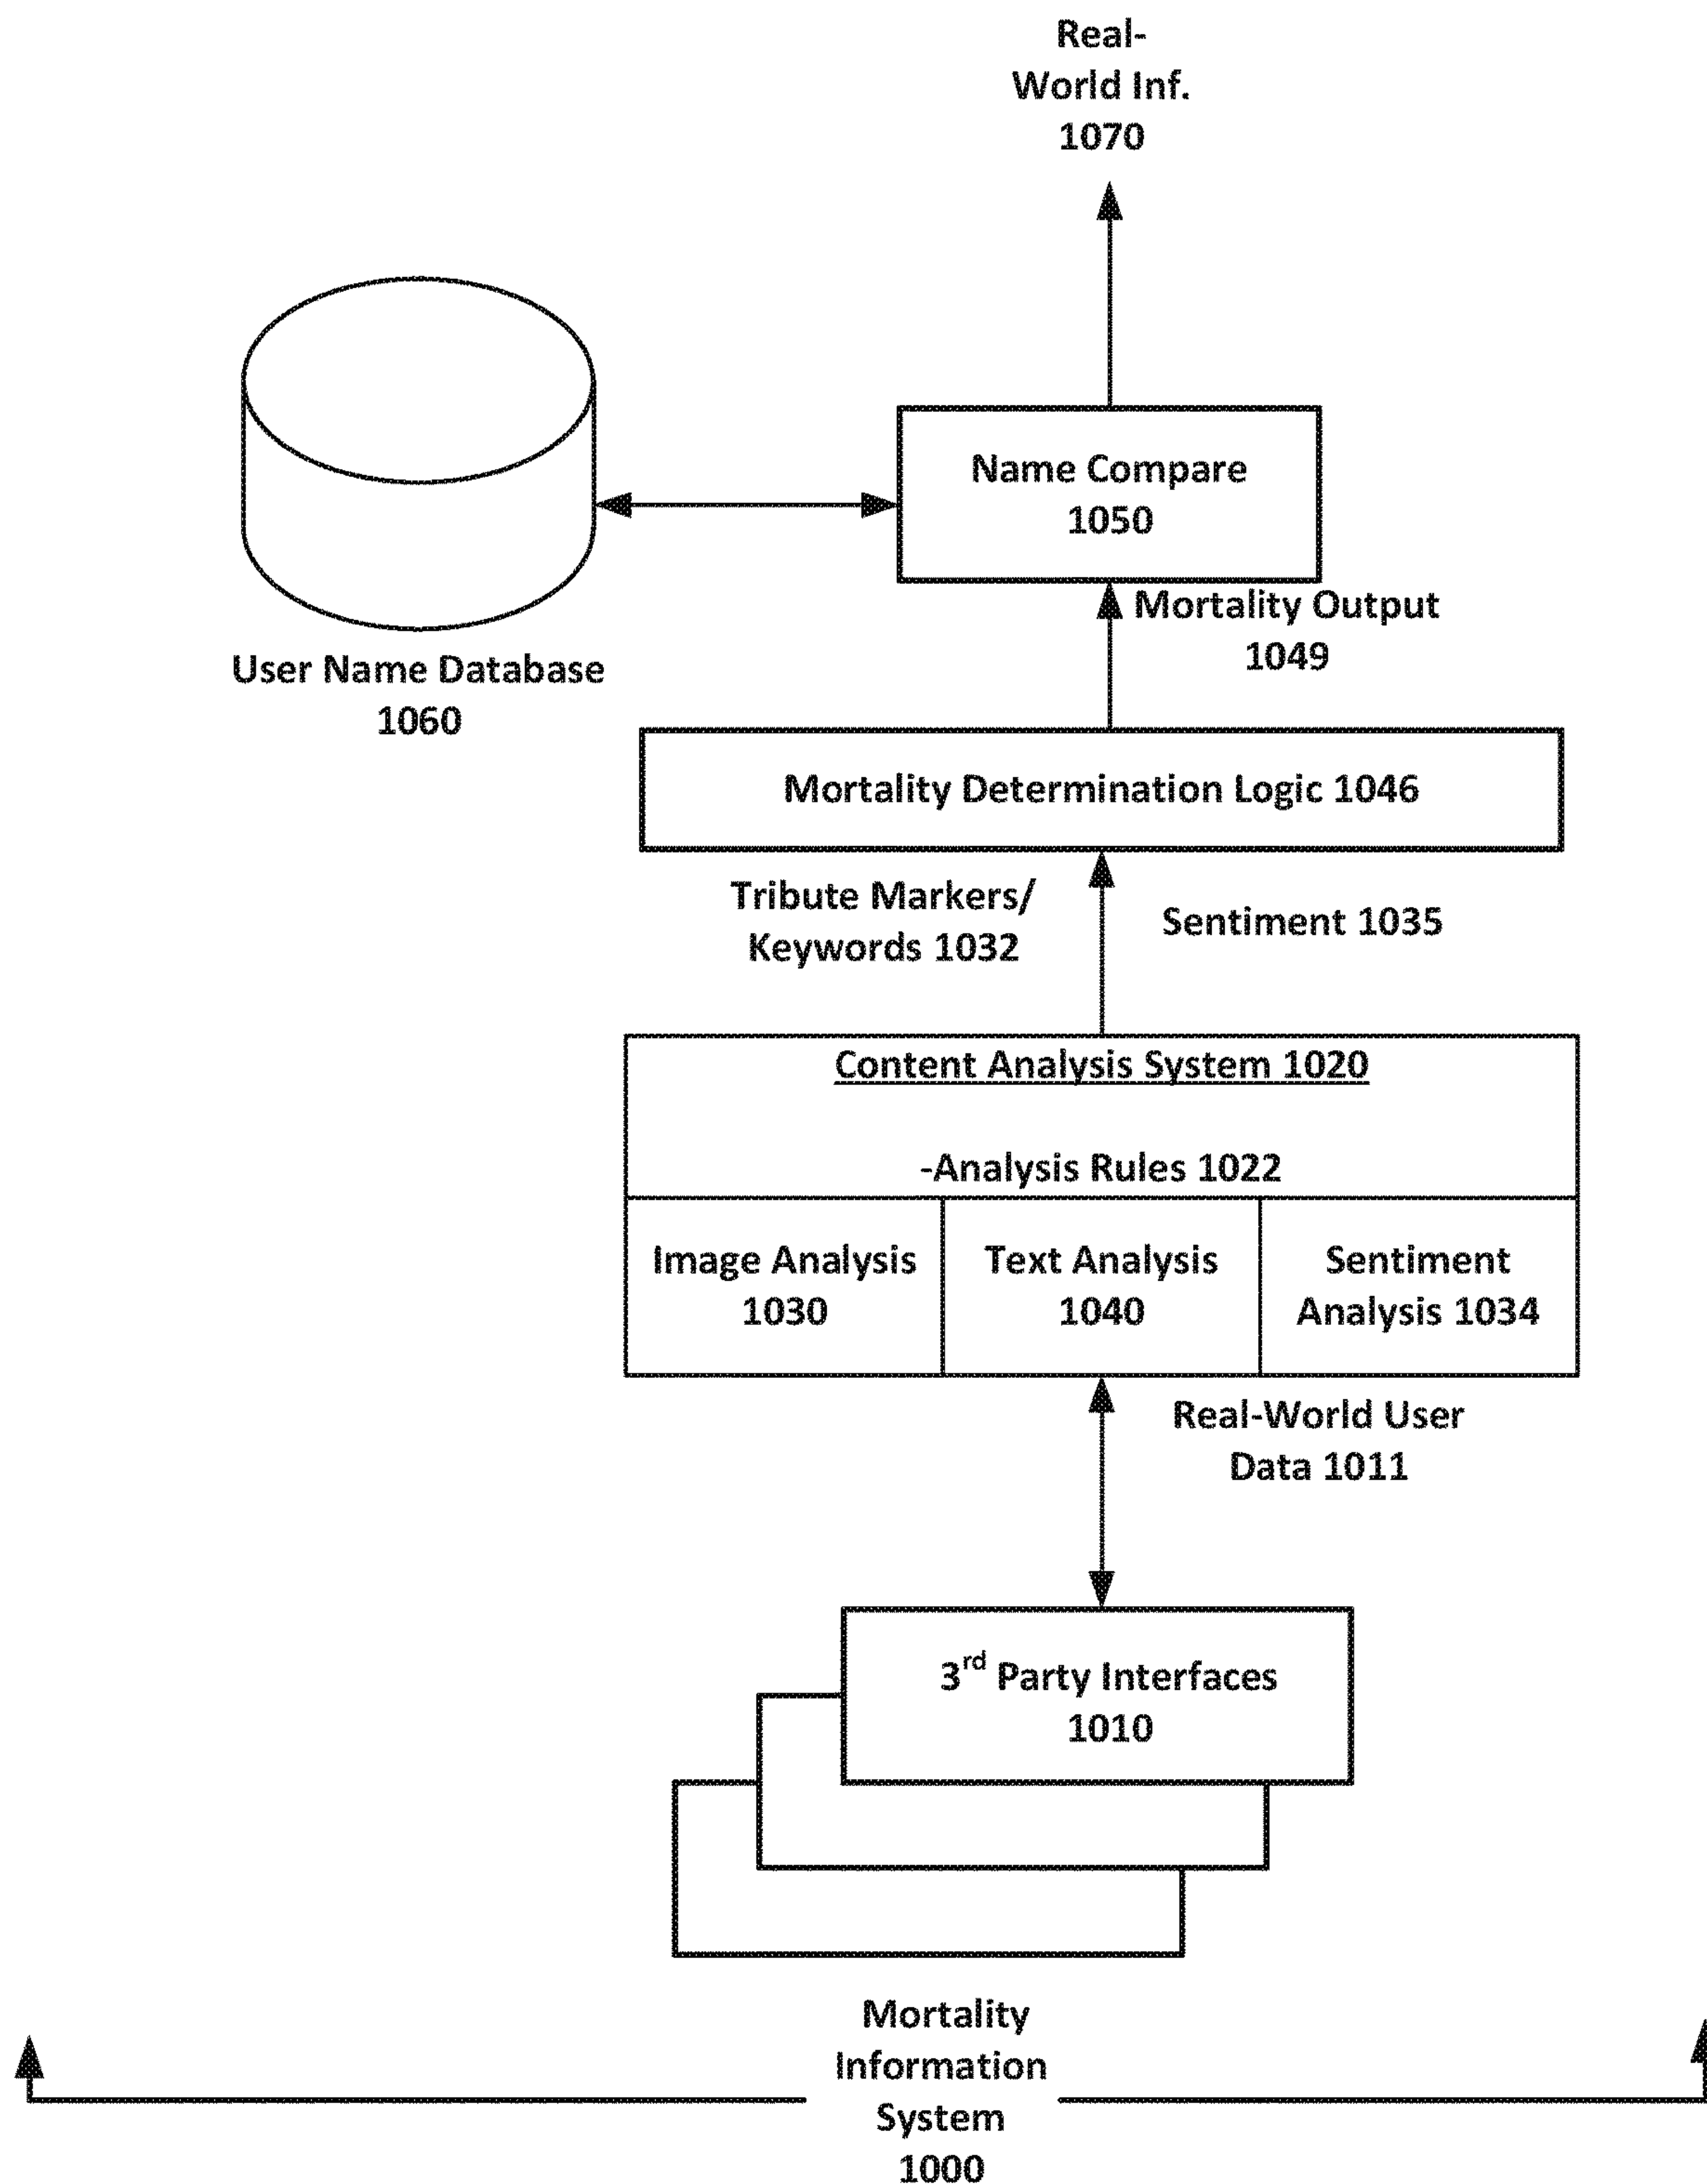 Real-
World Inf.
1070
Name Compare
1050
Mortality Output
1049
User Name Database
1060
Mortality Determination Logic 1046
Tribute Markers/
Keywords 1032
Sentiment 1035
Content Analysis System 1020
-Analysis Rules 1022
Image Analysis
1030
Text Analysis
1040
Sentiment
Analysis 1034
Real-World User
Data 1011
3rd Party Interfaces
1010
Mortality
Information
System
1000